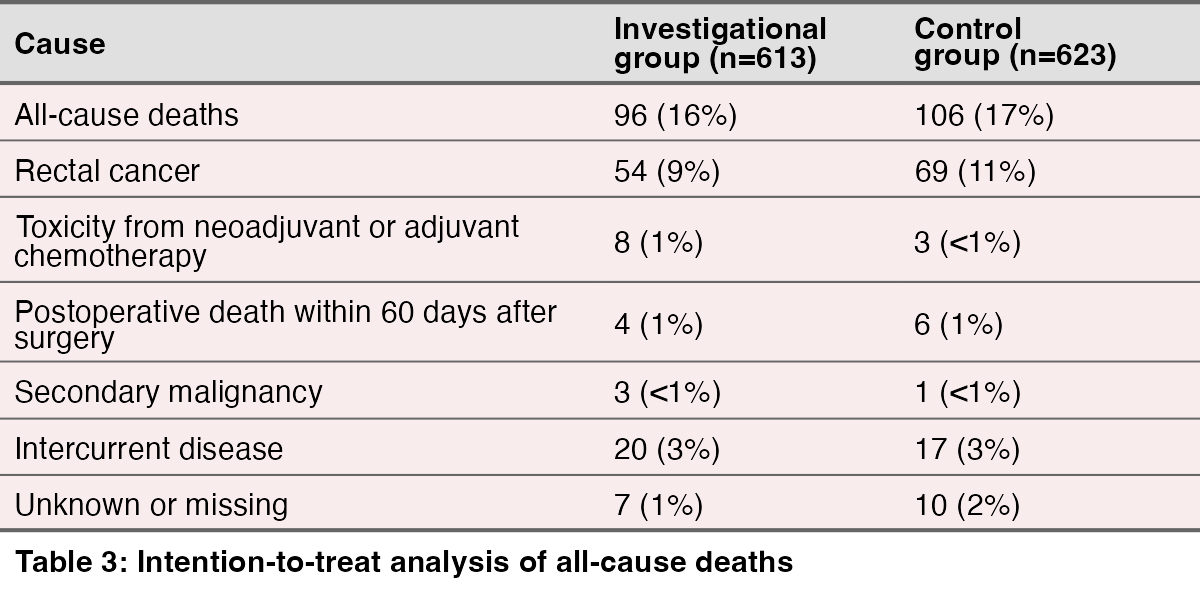 Cause Investigational group (n=613) Control group (n=623)
All-cause deaths 96 (16%) 106 (17%)
Rectal cancer 54 (9%) 69 (11%)
Toxicity from neoadjuvant or adjuvant
chemotherapy 8 (1%) 3 (<1%)
Postoperative death within 60 days after
surgery 4 (1%) 6 (1%)
Secondary malignancy 3 (<1%) 1 (<1%)
Intercurrent disease 20 (3%) 17 (3%)
Unknown or missing 7 (1%) 10 (2%)
Table 3: Intention-to-treat analysis of all-cause deaths